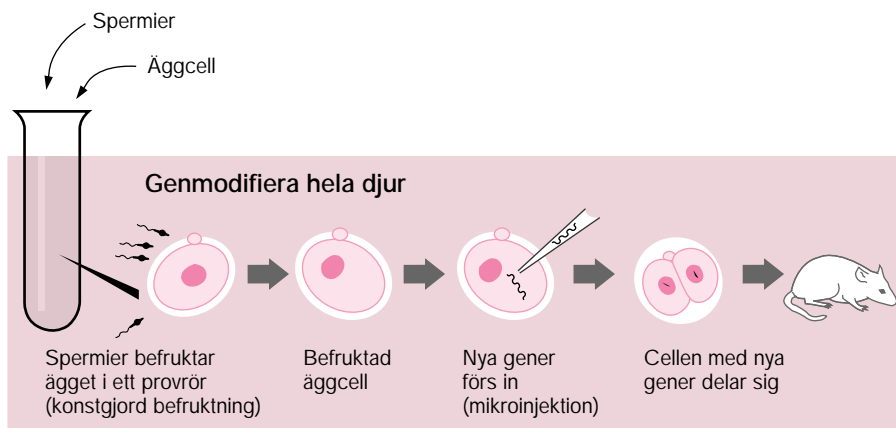 Spermier
Äggcell
Genmodifiera hela djur
Spermier befruktar
ägget i ett provrör
(konstgjord befruktning)
Befruktad
äggcell
Nya gener
förs in
(mikroinjektion)
Cellen med nya
gener delar sig